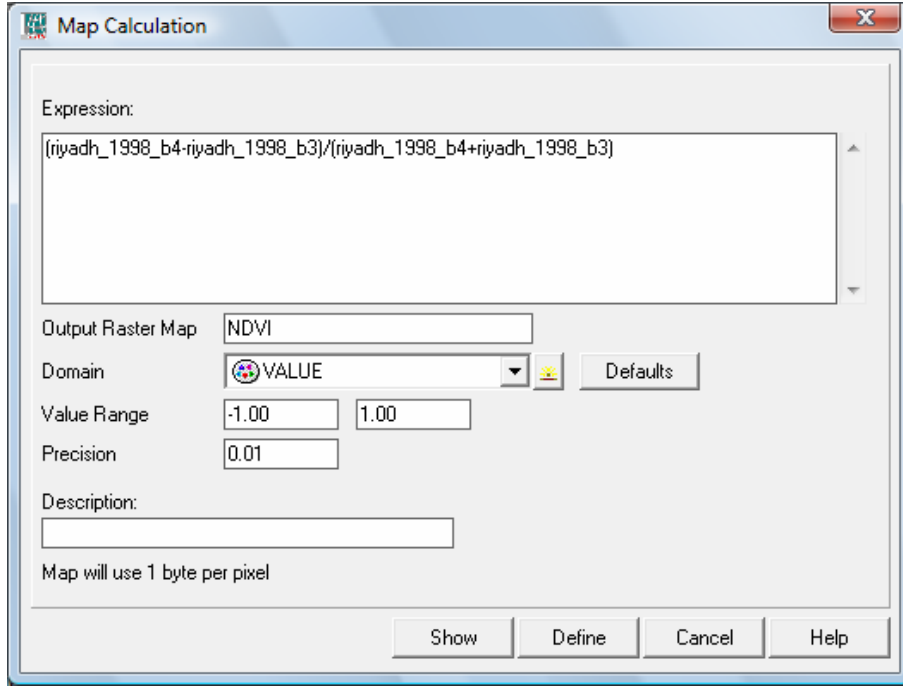 Map Calculation
Expression:
(riyadh_1998_b4-riyadh_1998_b3)/(riyadh_1998_b4+riyadh_1998_b3)
Output Raster Map NDVI
Domain VALUE Defaults
Value Range -1.00 1.00
Precision 0.01
Description:
Map will use 1 byte per pixel
Show Define Cancel Help